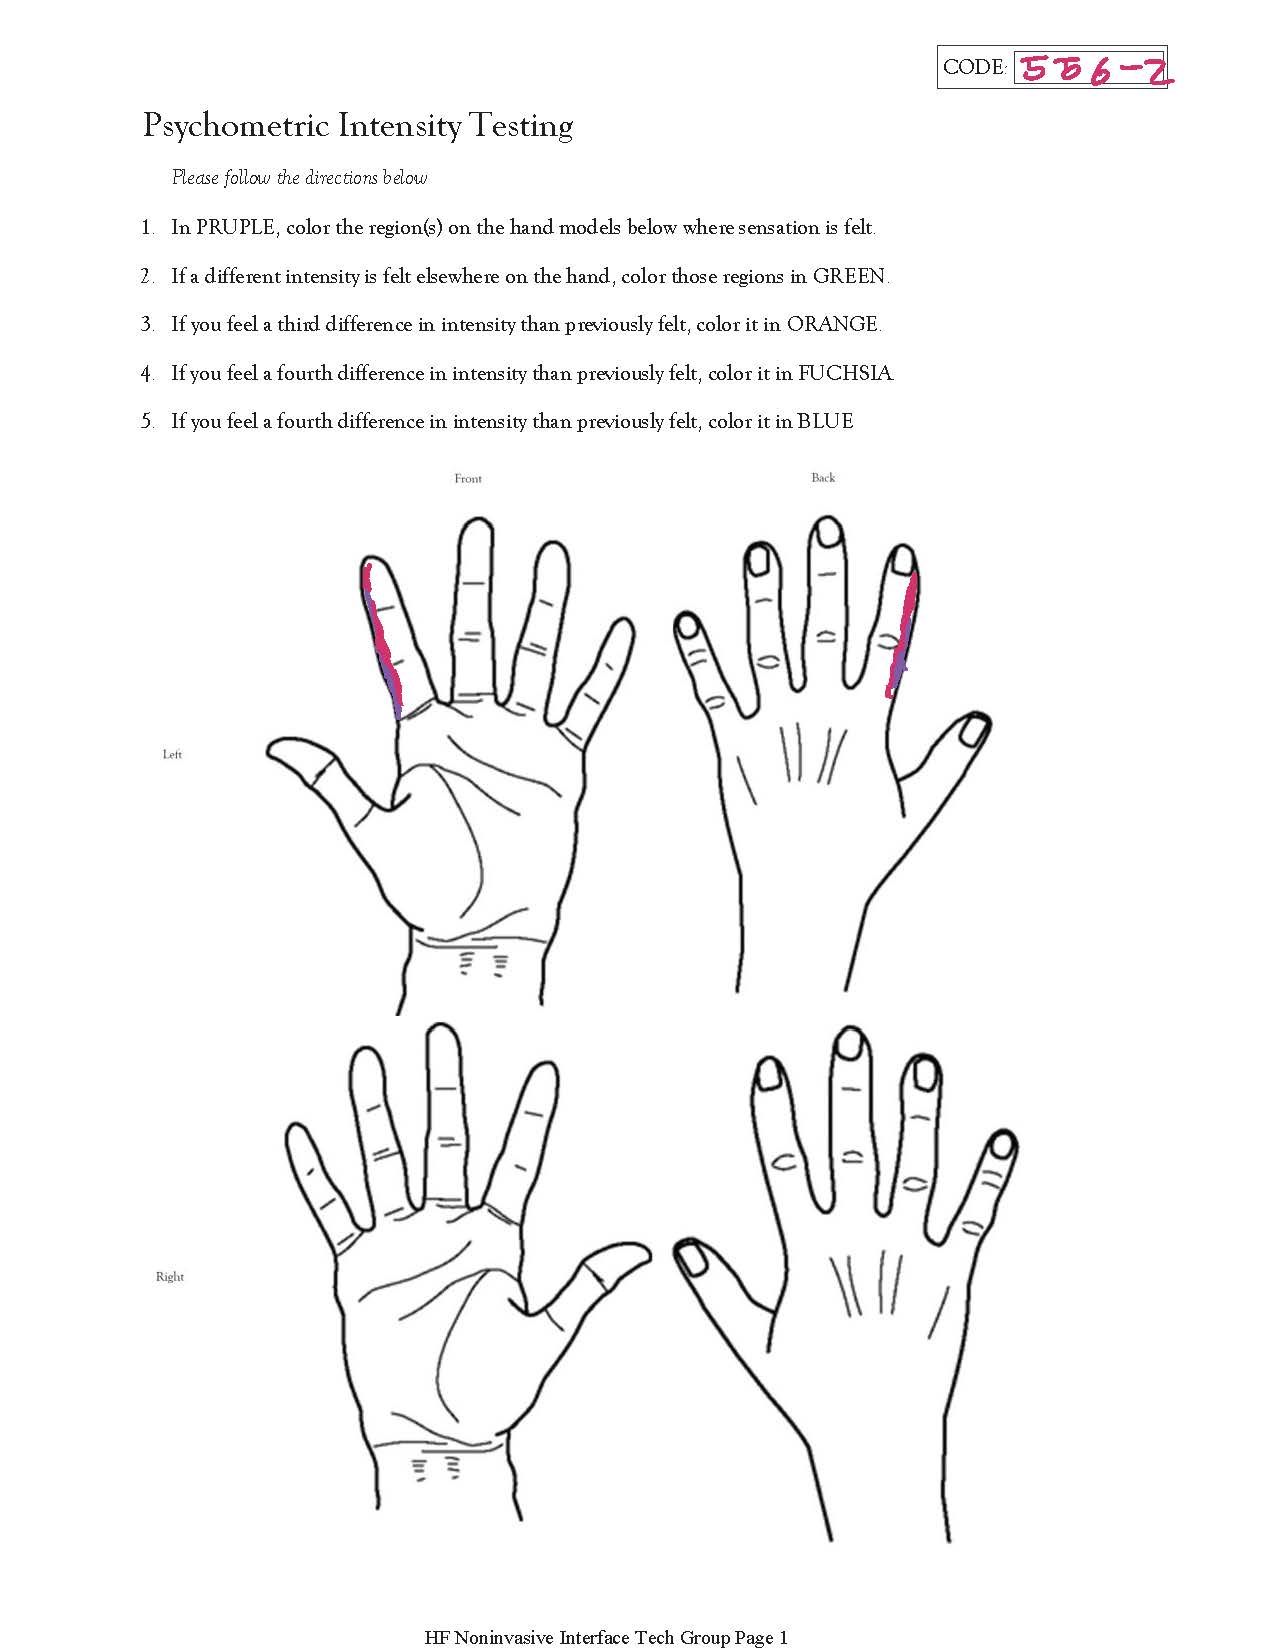 CODE: 556-2
Psychometric Intensity Testing
Please follow the directions below
1. In PRUPLE, color the region(s) on the hand models below where sensation is felt.
2. If a different intensity is felt elsewhere on the hand, color those regions in GREEN.
3. If you feel a third difference in intensity than previously felt, color it in ORANGE.
4. If you feel a fourth difference in intensity than previously felt, color it in FUCHSIA.
5. If you feel a fourth difference in intensity than previously felt, color it in BLUE
Front Back
Left
Right
HF Noninvasive Interface Tech Group Page 1